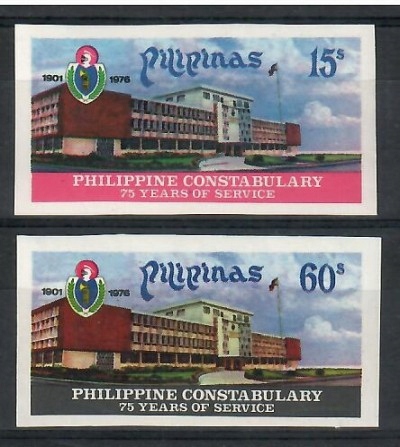 Pilipinas 15s
1901 1976
PHILIPPINE CONSTABULARY
75 YEARS OF SERVICE
Pilipinas 60s
1901 1976
PHILIPPINE CONSTABULARY
75 YEARS OF SERVICE